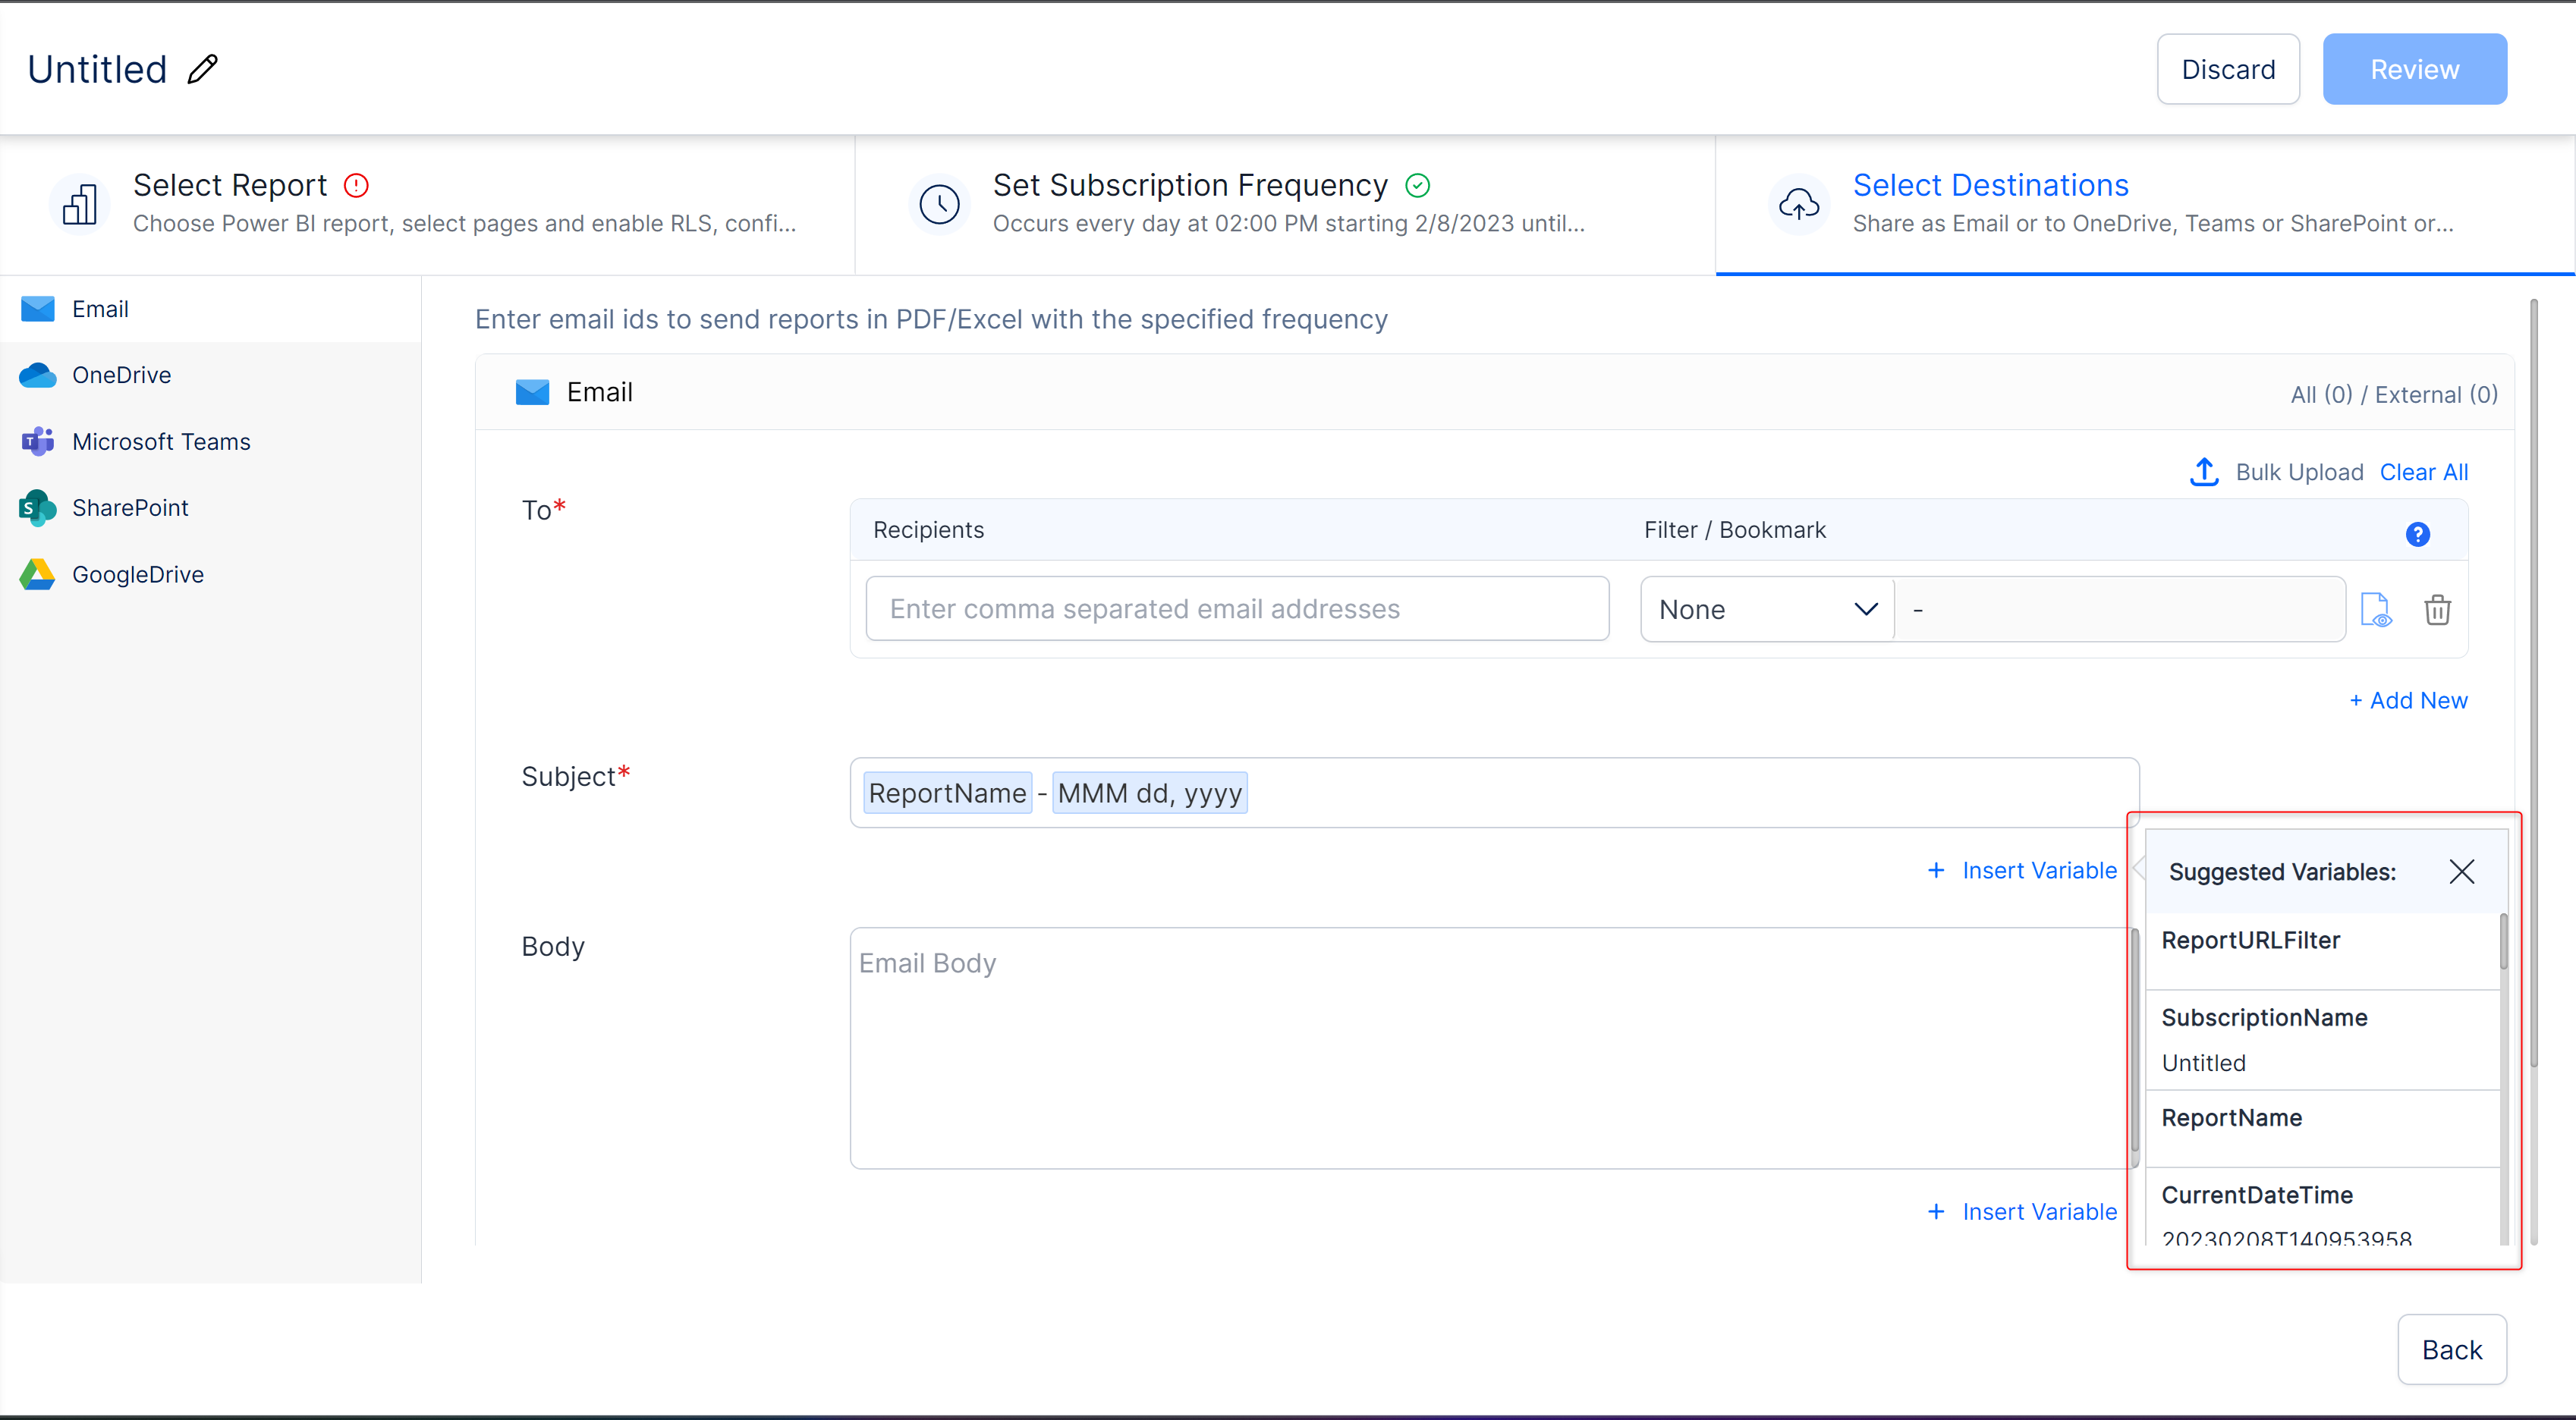 Untitled
Discard
Review
Select Report
Choose Power BI report, select pages and enable RLS, confi...
Set Subscription Frequency
Occurs every day at 02:00 PM starting 2/8/2023 until...
Select Destinations
Share as Email or to OneDrive, Teams or SharePoint or...
Email
OneDrive
Microsoft Teams
SharePoint
GoogleDrive
Enter email ids to send reports in PDF/Excel with the specified frequency
Email
All (0) / External (0)
Bulk Upload Clear All
To*
Recipients
Filter / Bookmark
?
Enter comma separated email addresses
None
-
+ Add New
Subject*
ReportName - MMM dd, yyyy
+ Insert Variable
Body
Email Body
+ Insert Variable
Suggested Variables:
ReportURLFilter
SubscriptionName
Untitled
ReportName
CurrentDateTime
20230208T140953958
Back